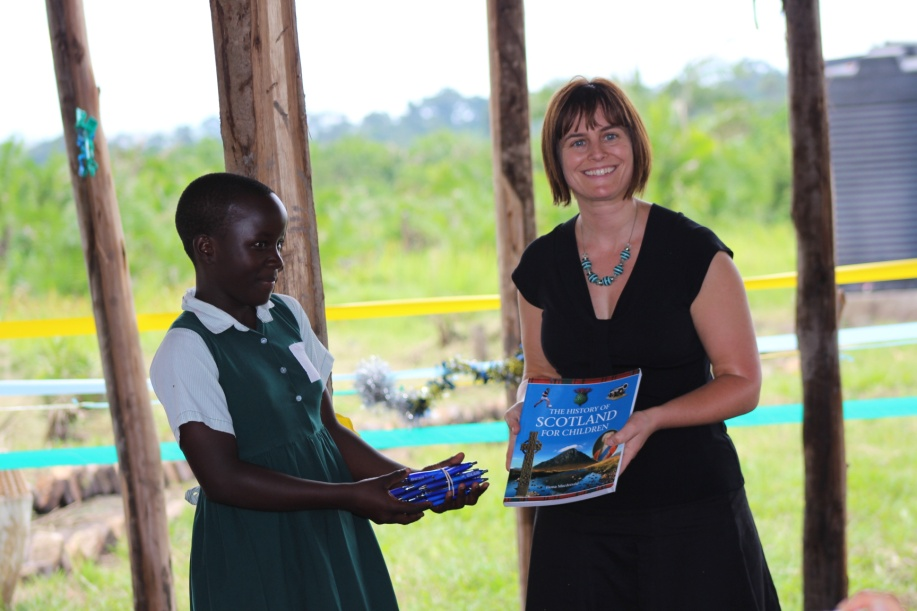 THE HISTORY OF
SCOTLAND
FOR CHILDREN